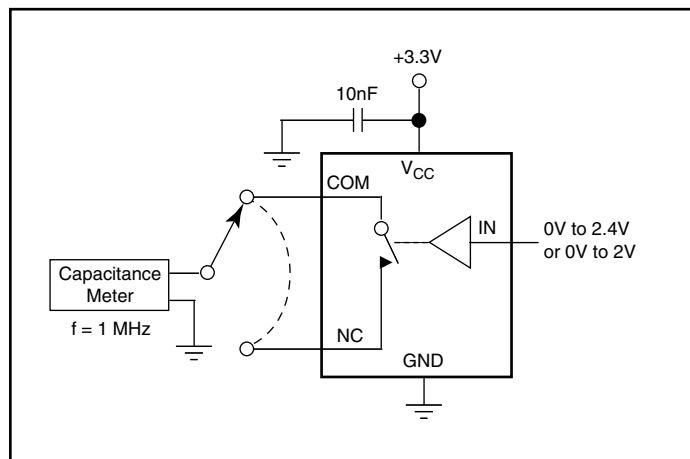 +3.3V
10nF
VCC
COM
IN
0V to 2.4V
or 0V to 2V
Capacitance
Meter
f = 1 MHz
NC
GND